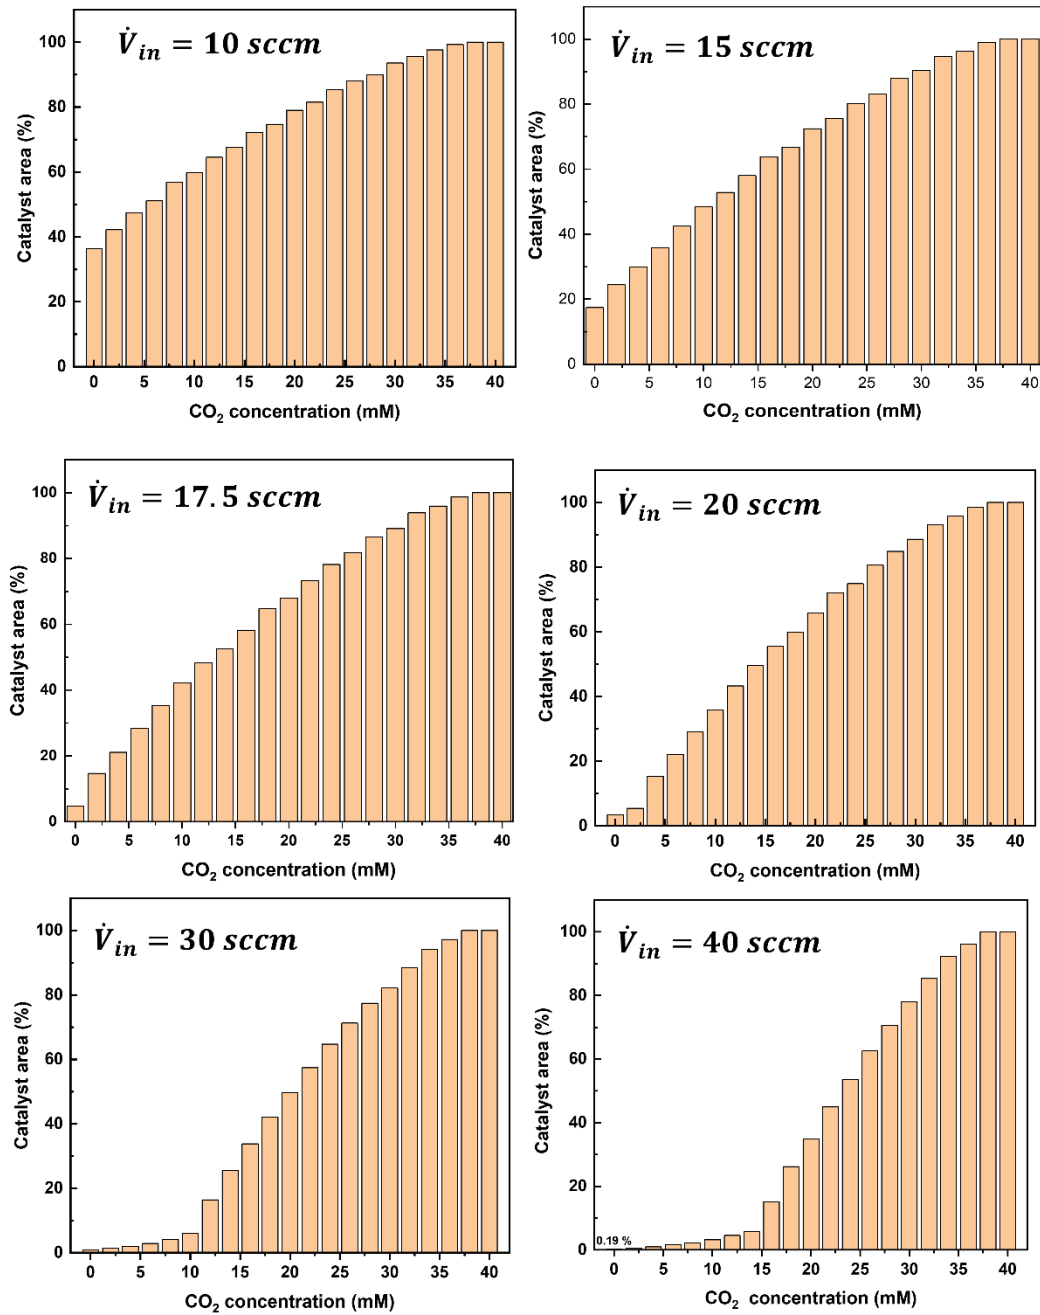 V̇in = 10 sccm
100
80
60
40
20
0
Catalyst area (%)
0 5 10 15 20 25 30 35 40
CO₂ concentration (mM)
V̇in = 15 sccm
100
80
60
40
20
0
Catalyst area (%)
0 5 10 15 20 25 30 35 40
CO₂ concentration (mM)
V̇in = 17.5 sccm
100
80
60
40
20
0
Catalyst area (%)
0 5 10 15 20 25 30 35 40
CO₂ concentration (mM)
V̇in = 20 sccm
100
80
60
40
20
0
Catalyst area (%)
0 5 10 15 20 25 30 35 40
CO₂ concentration (mM)
V̇in = 30 sccm
100
80
60
40
20
0
Catalyst area (%)
0 5 10 15 20 25 30 35 40
CO₂ concentration (mM)
V̇in = 40 sccm
100
80
60
40
20
0
Catalyst area (%)
0.19 %
0 5 10 15 20 25 30 35 40
CO₂ concentration (mM)